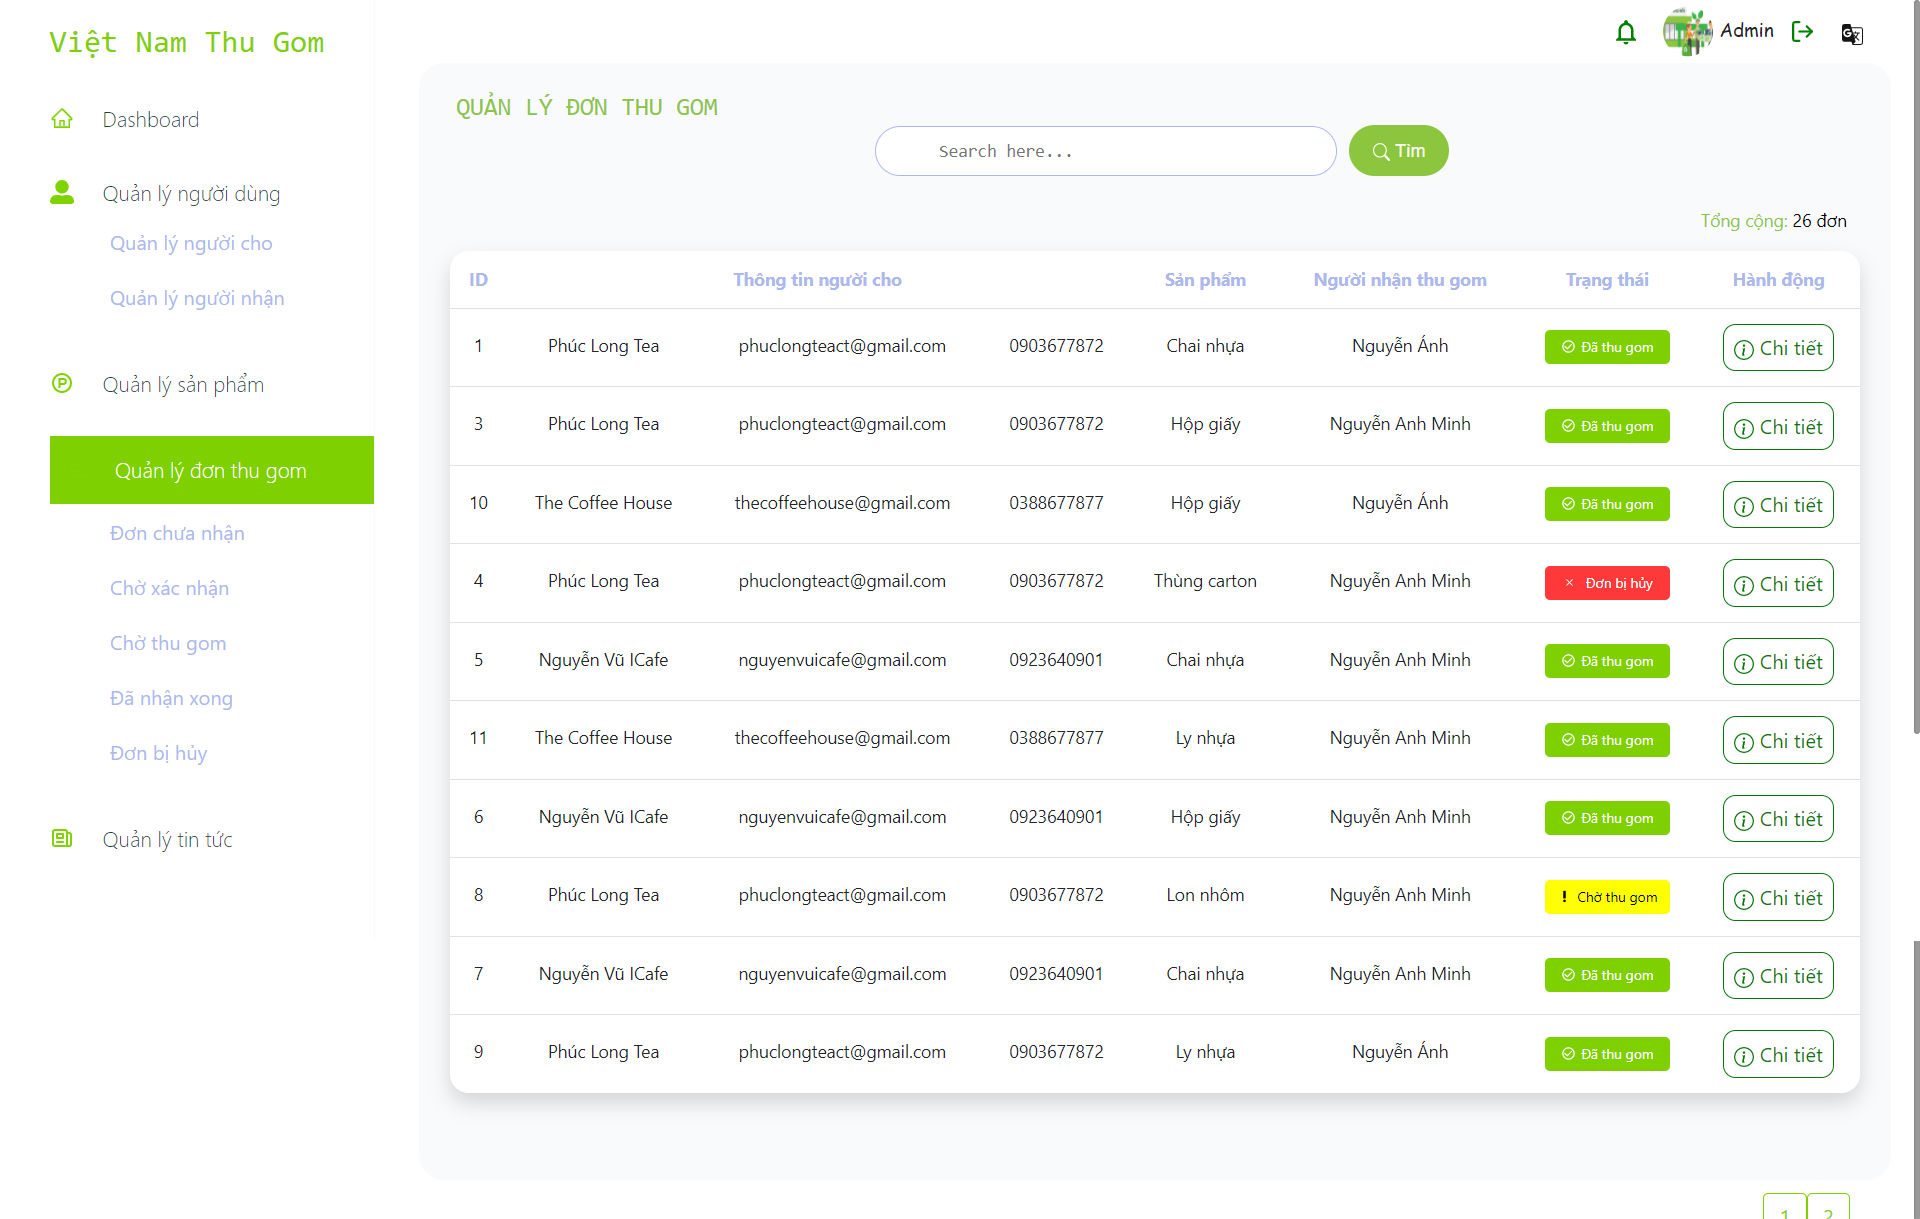 Việt Nam Thu Gom
Admin
Dashboard
Quản lý người dùng
Quản lý người cho
Quản lý người nhận
Quản lý sản phẩm
Quản lý đơn thu gom
Đơn chưa nhận
Chờ xác nhận
Chờ thu gom
Đã nhận xong
Đơn bị hủy
Quản lý tin tức
QUẢN LÝ ĐƠN THU GOM
Search here...
Tìm
Tổng cộng: 26 đơn
ID Thông tin người cho Sản phẩm Người nhận thu gom Trạng thái Hành động
1 Phúc Long Tea phuclongteact@gmail.com 0903677872 Chai nhựa Nguyễn Ánh Đã thu gom Chi tiết
3 Phúc Long Tea phuclongteact@gmail.com 0903677872 Hộp giấy Nguyễn Anh Minh Đã thu gom Chi tiết
10 The Coffee House thecoffeehouse@gmail.com 0388677877 Hộp giấy Nguyễn Ánh Đã thu gom Chi tiết
4 Phúc Long Tea phuclongteact@gmail.com 0903677872 Thùng carton Nguyễn Anh Minh Đơn bị hủy Chi tiết
5 Nguyễn Vũ ICafe nguyenvuicafe@gmail.com 0923640901 Chai nhựa Nguyễn Anh Minh Đã thu gom Chi tiết
11 The Coffee House thecoffeehouse@gmail.com 0388677877 Ly nhựa Nguyễn Anh Minh Đã thu gom Chi tiết
6 Nguyễn Vũ ICafe nguyenvuicafe@gmail.com 0923640901 Hộp giấy Nguyễn Anh Minh Đã thu gom Chi tiết
8 Phúc Long Tea phuclongteact@gmail.com 0903677872 Lon nhôm Nguyễn Anh Minh Chờ thu gom Chi tiết
7 Nguyễn Vũ ICafe nguyenvuicafe@gmail.com 0923640901 Chai nhựa Nguyễn Anh Minh Đã thu gom Chi tiết
9 Phúc Long Tea phuclongteact@gmail.com 0903677872 Ly nhựa Nguyễn Ánh Đã thu gom Chi tiết
1 2